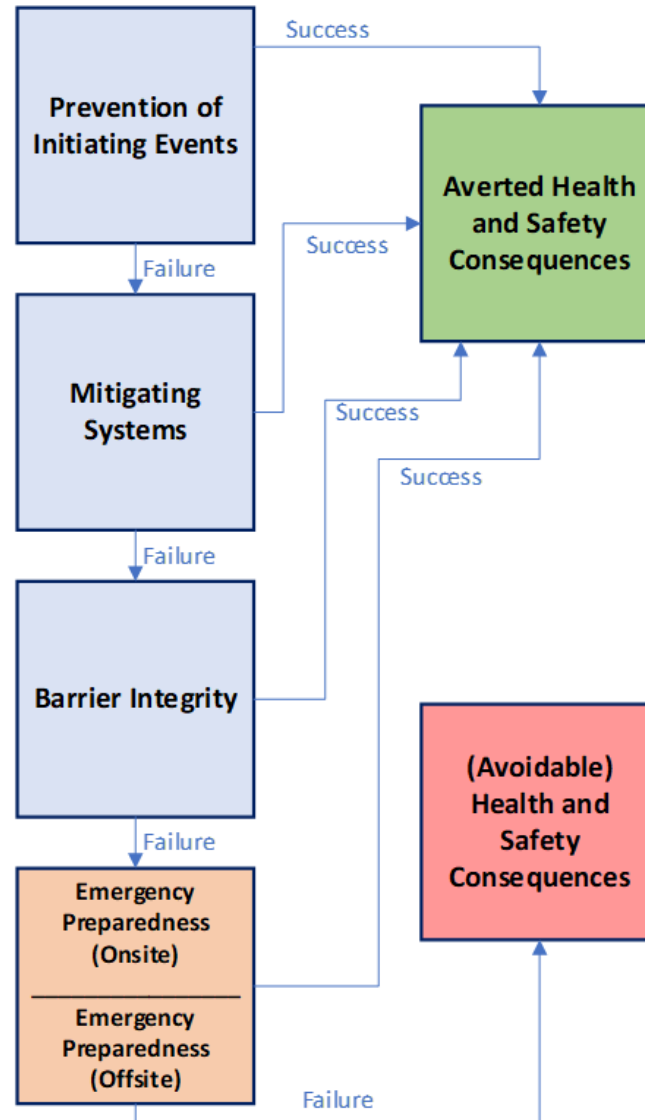 Success
Prevention of
Initiating Events
Averted Health
and Safety
Consequences
Success
Failure
Mitigating
Systems
Success
Success
Failure
Barrier Integrity
(Avoidable)
Health and
Safety
Consequences
Failure
Emergency
Preparedness
(Onsite)
Emergency
Preparedness
(Offsite)
Failure